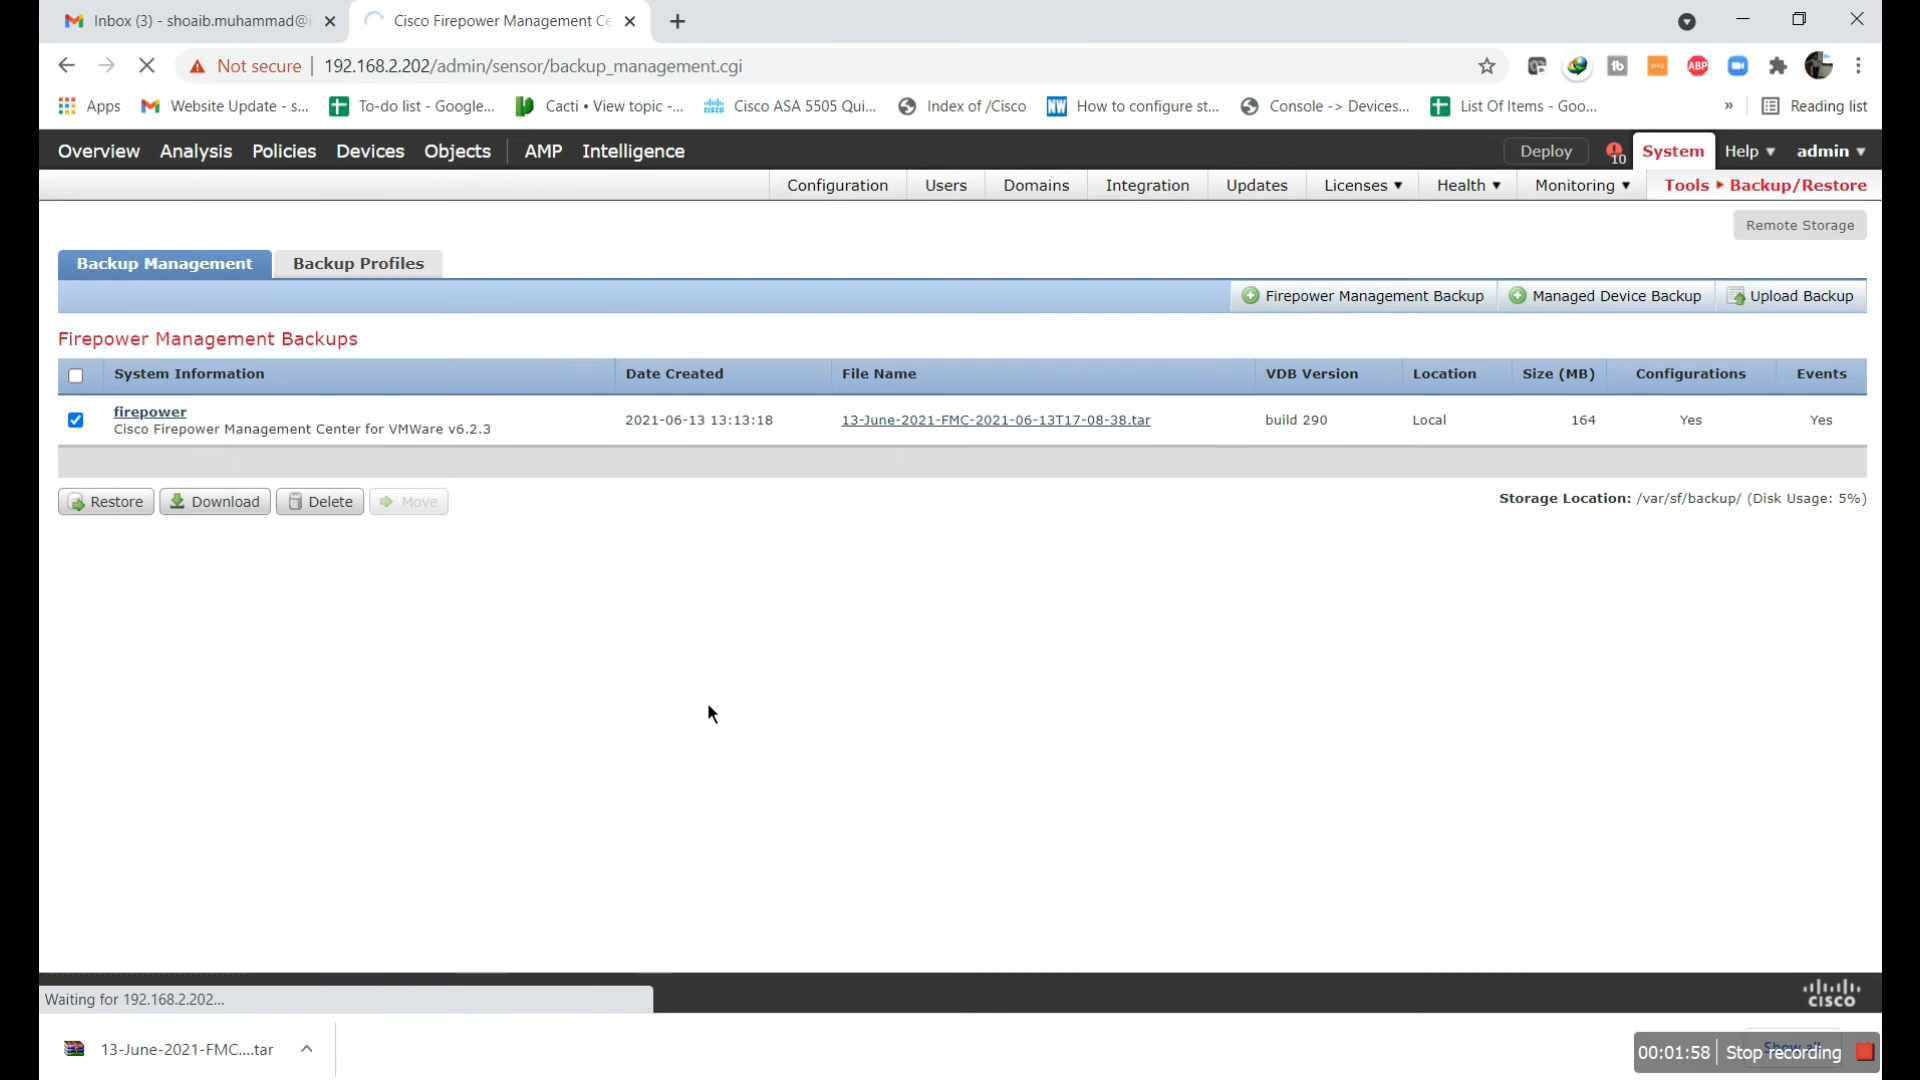 Inbox (3) - shoaib.muammad@i
Cisco Firepower Management Ce
Not secure 192.168.2.202/admin/sensor/backup_management.cgi
Apps Website Update - s... To-do list - Google... Cacti • View topic -... Cisco ASA 5505 Qui... Index of /Cisco NW How to configure st... Console -> Devices... List Of Items - Goo... » Reading list
Overview Analysis Policies Devices Objects AMP Intelligence Deploy 10 System Help admin
Configuration Users Domains Integration Updates Licenses Health Monitoring Tools Backup/Restore
Remote Storage
Backup Management Backup Profiles
Firepower Management Backup Managed Device Backup Upload Backup
Firepower Management Backups
System Information Date Created File Name VDB Version Location Size (MB) Configurations Events
firepower
Cisco Firepower Management Center for VMWare v6.2.3
2021-06-13 13:13:18 13-June-2021-FMC-2021-06-13T17-08-38.tar build 290 Local 164 Yes Yes
Restore Download Delete Move
Storage Location: /var/sf/backup/ (Disk Usage: 5%)
Waiting for 192.168.2.202...
CISCO
13-June-2021-FMC....tar
00:01:58 Stop recording